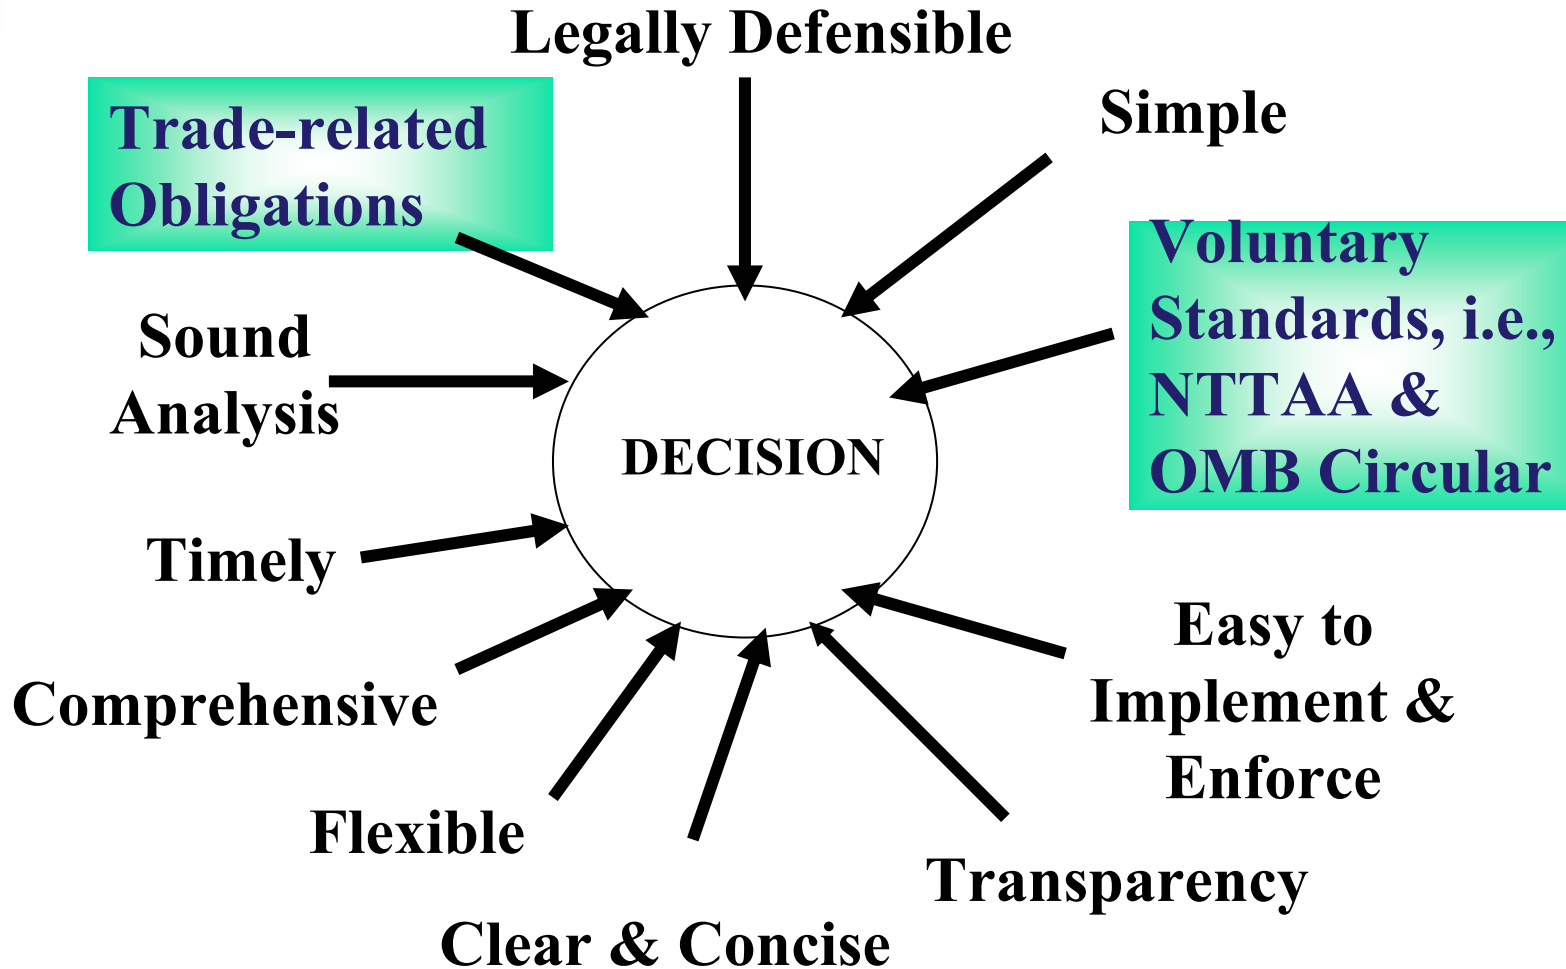 Legally Defensible
Trade-related
Obligations
Simple
Voluntary
Standards, i.e.,
NTTAA &
OMB Circular
Sound
Analysis
DECISION
Timely
Easy to
Implement &
Enforce
Comprehensive
Flexible
Transparency
Clear & Concise